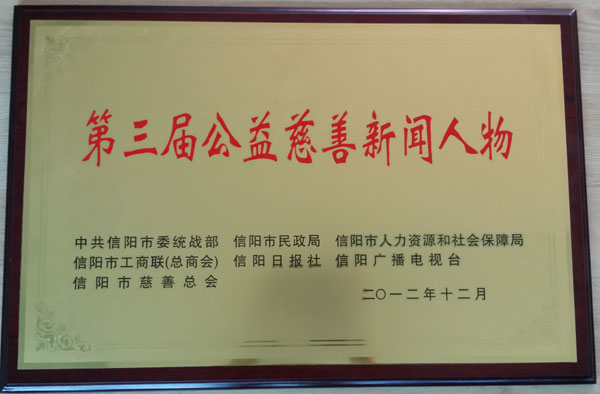 第三届公益慈善新闻人物
中共信阳市委统战部 信阳市民政局 信阳市人力资源和社会保障局
信阳市工商联(总商会) 信阳日报社 信阳广播电视台
信阳市慈善总会
二〇一二年十二月